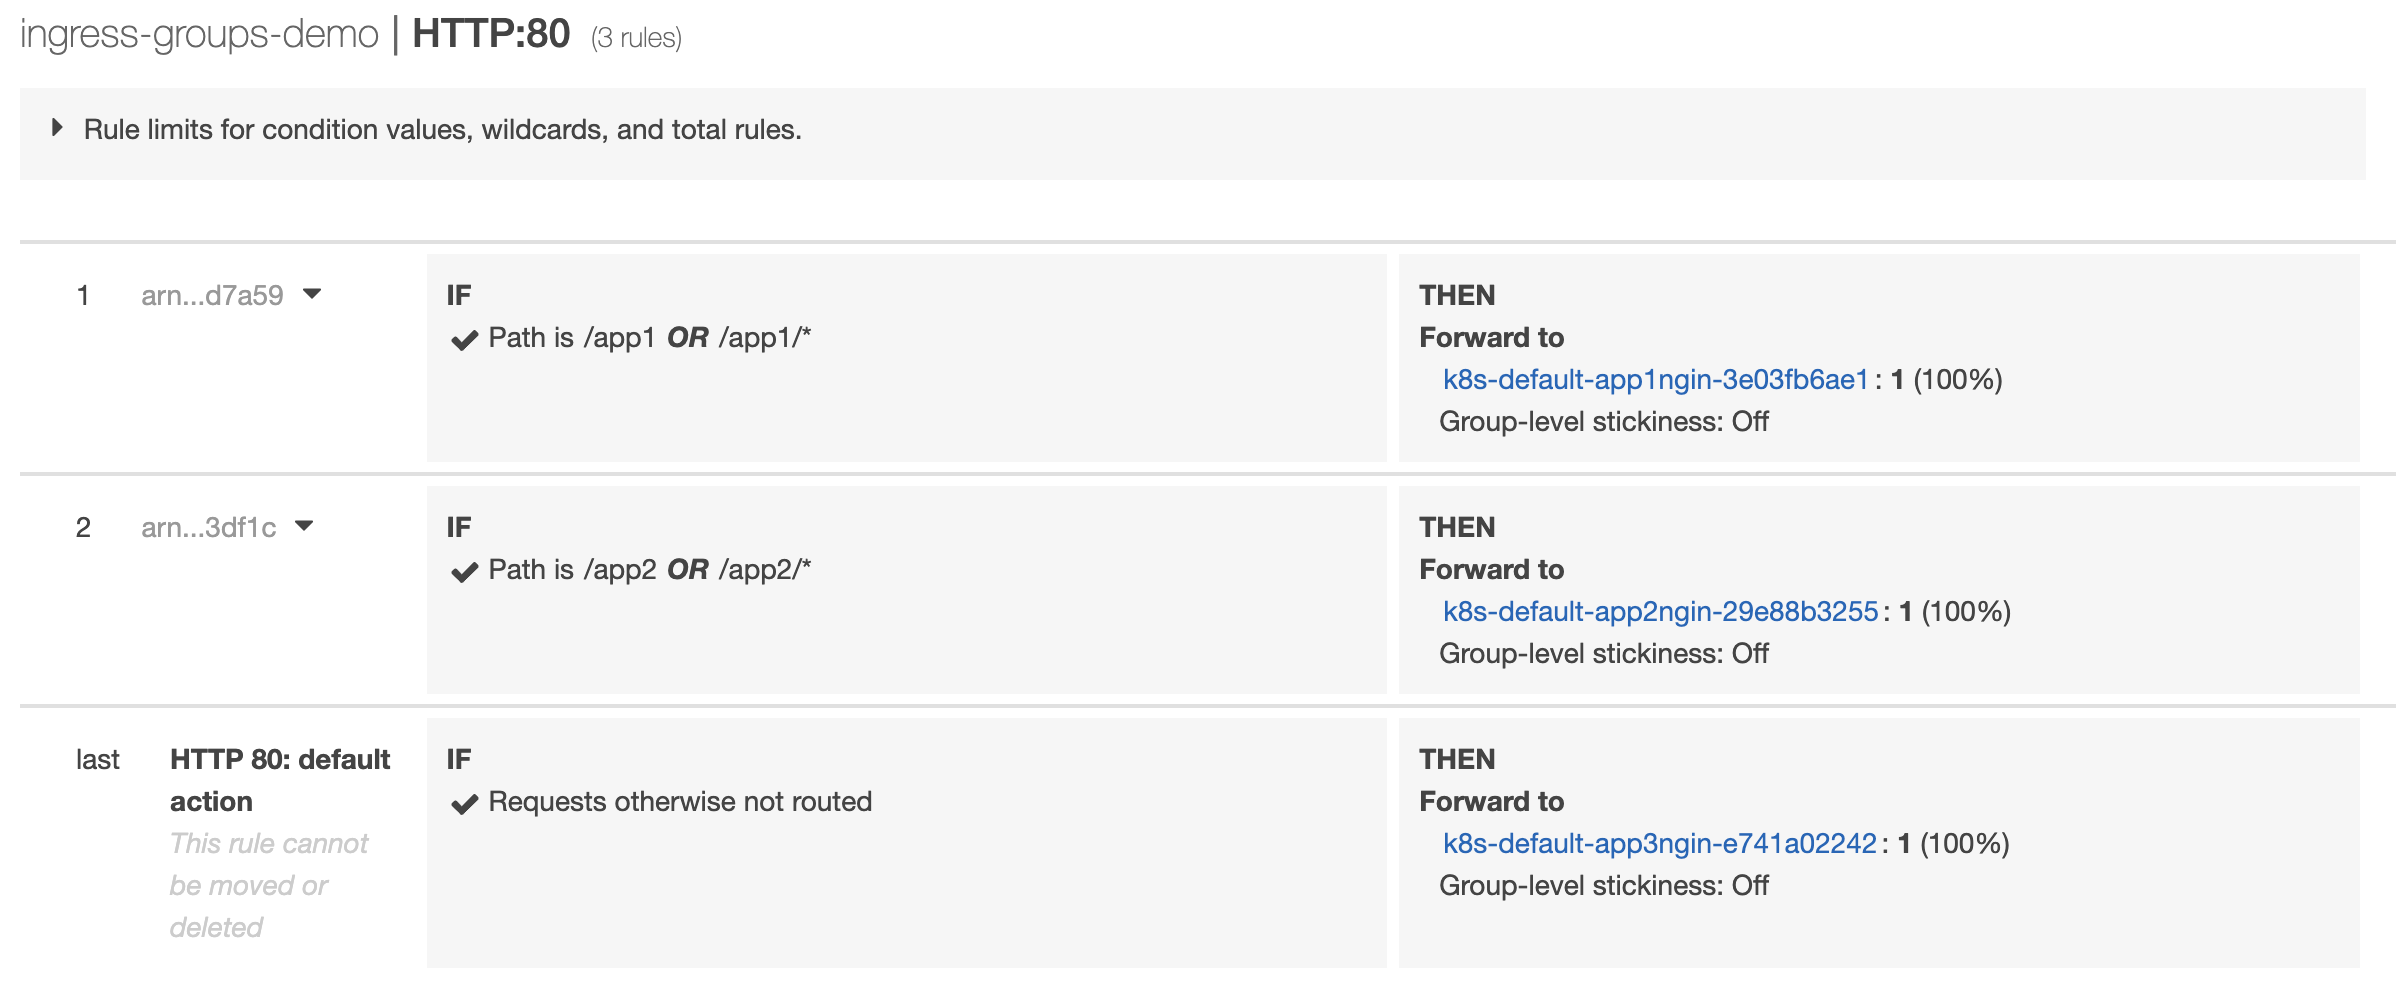 ingress-groups-demo | HTTP:80 (3 rules)
Rule limits for condition values, wildcards, and total rules.
1 arn...d7a59
IF
Path is /app1 OR /app1/*
THEN
Forward to
k8s-default-app1ngin-3e03fb6ae1 : 1 (100%)
Group-level stickiness: Off
2 arn...3df1c
IF
Path is /app2 OR /app2/*
THEN
Forward to
k8s-default-app2ngin-29e88b3255 : 1 (100%)
Group-level stickiness: Off
last HTTP 80: default
action
This rule cannot
be moved or
deleted
IF
Requests otherwise not routed
THEN
Forward to
k8s-default-app3ngin-e741a02242 : 1 (100%)
Group-level stickiness: Off